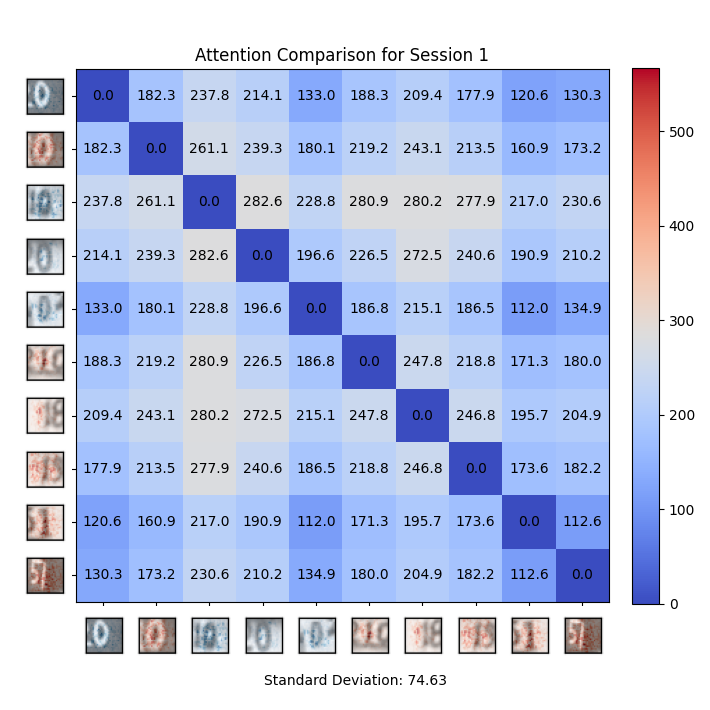 Attention Comparison for Session 1
0.0 182.3 237.8 214.1 133.0 188.3 209.4 177.9 120.6 130.3
182.3 0.0 261.1 239.3 180.1 219.2 243.1 213.5 160.9 173.2
237.8 261.1 0.0 282.6 228.8 280.9 280.2 277.9 217.0 230.6
214.1 239.3 282.6 0.0 196.6 226.5 272.5 240.6 190.9 210.2
133.0 180.1 228.8 196.6 0.0 186.8 215.1 186.5 112.0 134.9
188.3 219.2 280.9 226.5 186.8 0.0 247.8 218.8 171.3 180.0
209.4 243.1 280.2 272.5 215.1 247.8 0.0 246.8 195.7 204.9
177.9 213.5 277.9 240.6 186.5 218.8 246.8 0.0 173.6 182.2
120.6 160.9 217.0 190.9 112.0 171.3 195.7 173.6 0.0 112.6
130.3 173.2 230.6 210.2 134.9 180.0 204.9 182.2 112.6 0.0
500
400
300
200
100
0
Standard Deviation: 74.63